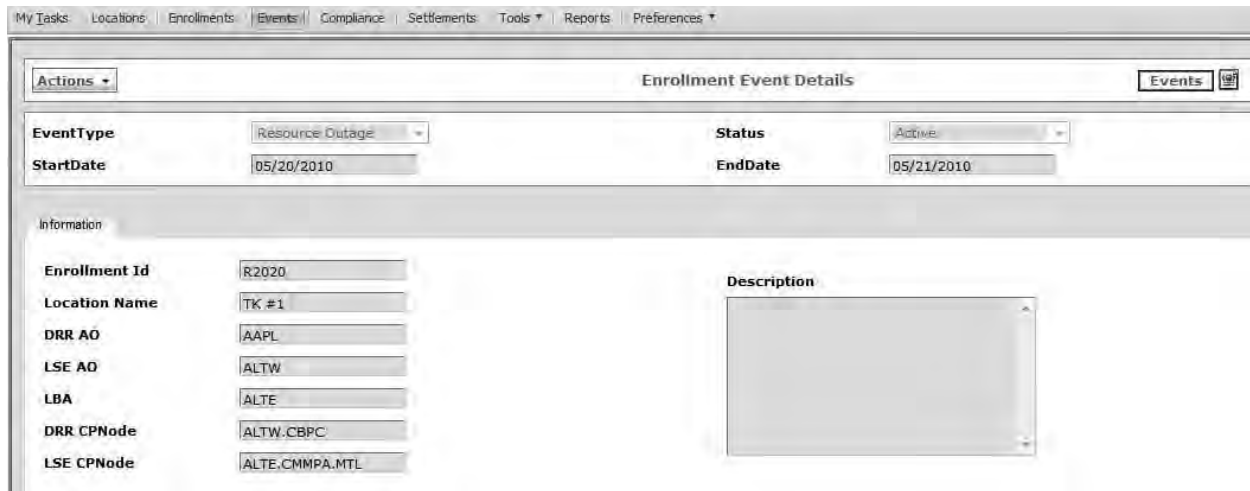 My Tasks Locations Enrollments Events Compliance Settlements Tools Reports Preferences
Actions Enrollment Event Details Events
EventType Resource Outage Status Active
StartDate 05/20/2010 EndDate 05/21/2010
Information
Enrollment Id R2020
Location Name TK #1
Description
DRR AO AAPL
LSE AO ALTW
LBA ALTE
DRR CPNode ALTW.CBPC
LSE CPNode ALTE.CMMPA.MTL